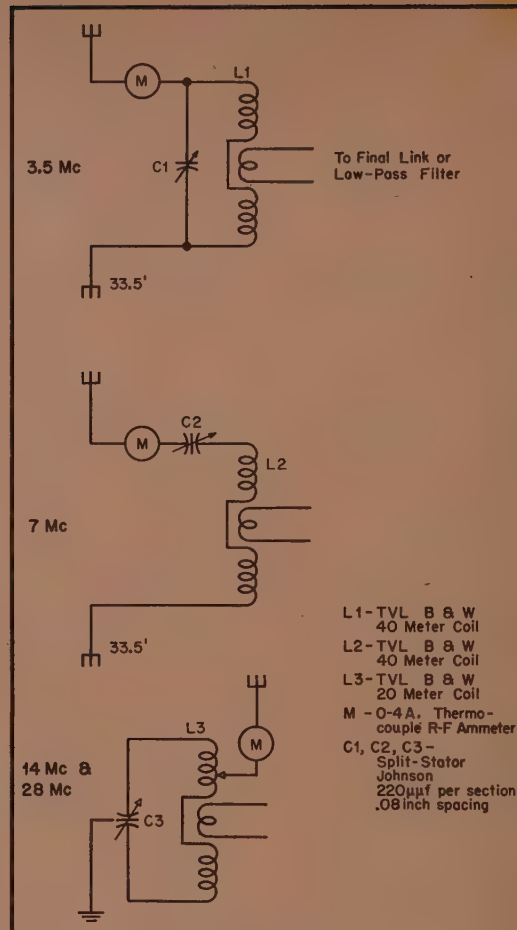 L1
M
C1
3.5 Mc
To Final Link or
Low-Pass Filter
33.5'
C2
M
L2
7 Mc
33.5'
L1-TVL B & W
40 Meter Coil
L2-TVL B & W
40 Meter Coil
L3-TVL B & W
20 Meter Coil
M -0-4A. Thermo-
couple R-F Ammeter
C1, C2, C3-
Split-Stator
Johnson
220µµf per section
.08 inch spacing
L3
M
14 Mc &
28 Mc
C3